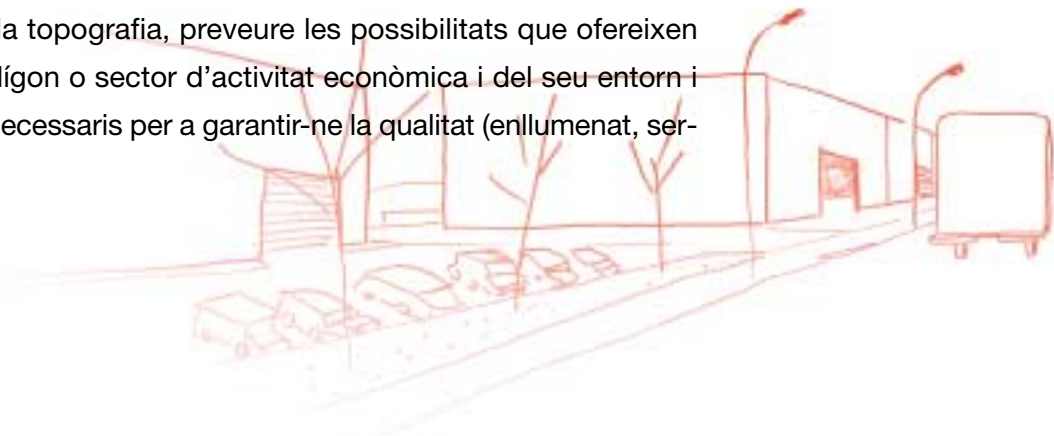 la topografia, preveure les possibilitats que ofereixen
lígon o sector d’activitat econòmica i del seu entorn i
ecessaris per a garantir-ne la qualitat (enllumenat, ser-